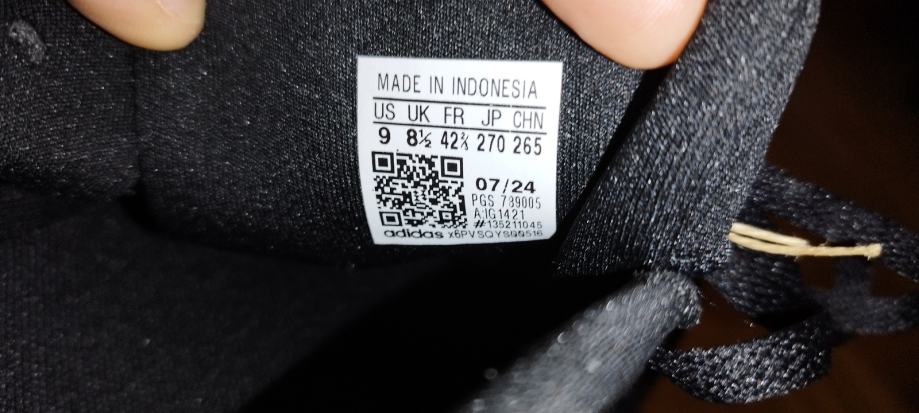 MADE IN INDONESIA
US UK FR JP CHN
9 8½ 42⅔ 270 265
07/24
PGS 789005
A:IG1421
#135211045
adidas